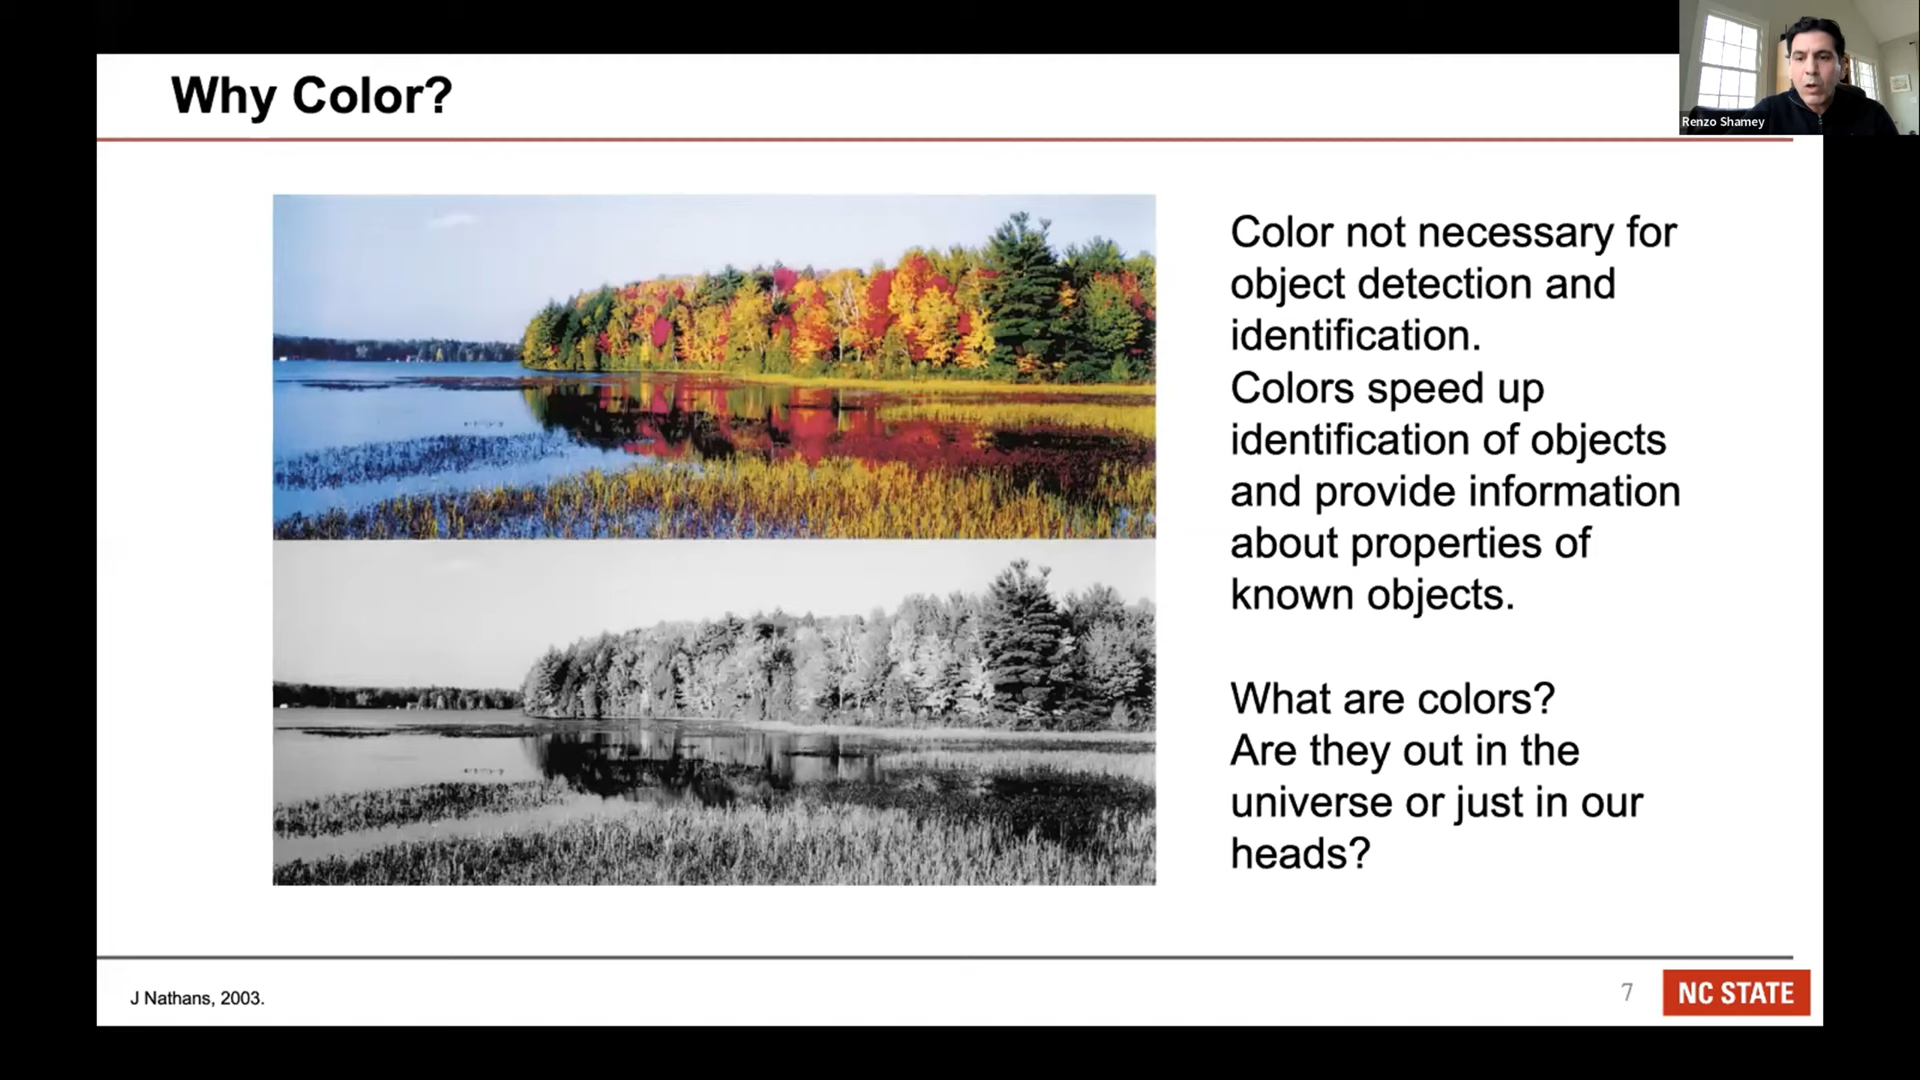 Why Color?
Renzo Shamey
Color not necessary for
object detection and
identification.
Colors speed up
identification of objects
and provide information
about properties of
known objects.
What are colors?
Are they out in the
universe or just in our
heads?
J Nathans, 2003.
7
NC STATE